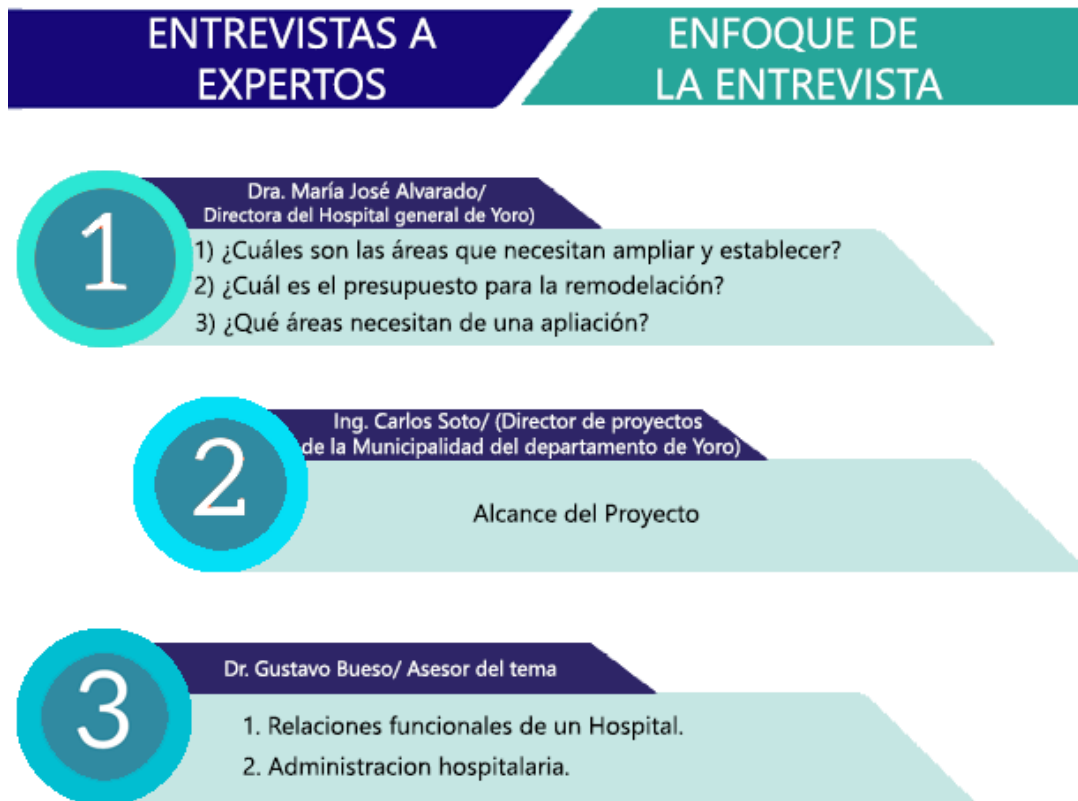 ENTREVISTAS A
EXPERTOS
ENFOQUE DE
LA ENTREVISTA
1
Dra. María José Alvarado/
Directora del Hospital general de Yoro)
1) ¿Cuáles son las áreas que necesitan ampliar y establecer?
2) ¿Cuál es el presupuesto para la remodelación?
3) ¿Qué áreas necesitan de una apliación?
2
Ing. Carlos Soto/ (Director de proyectos
de la Municipalidad del departamento de Yoro)
Alcance del Proyecto
3
Dr. Gustavo Bueso/ Asesor del tema
1. Relaciones funcionales de un Hospital.
2. Administracion hospitalaria.